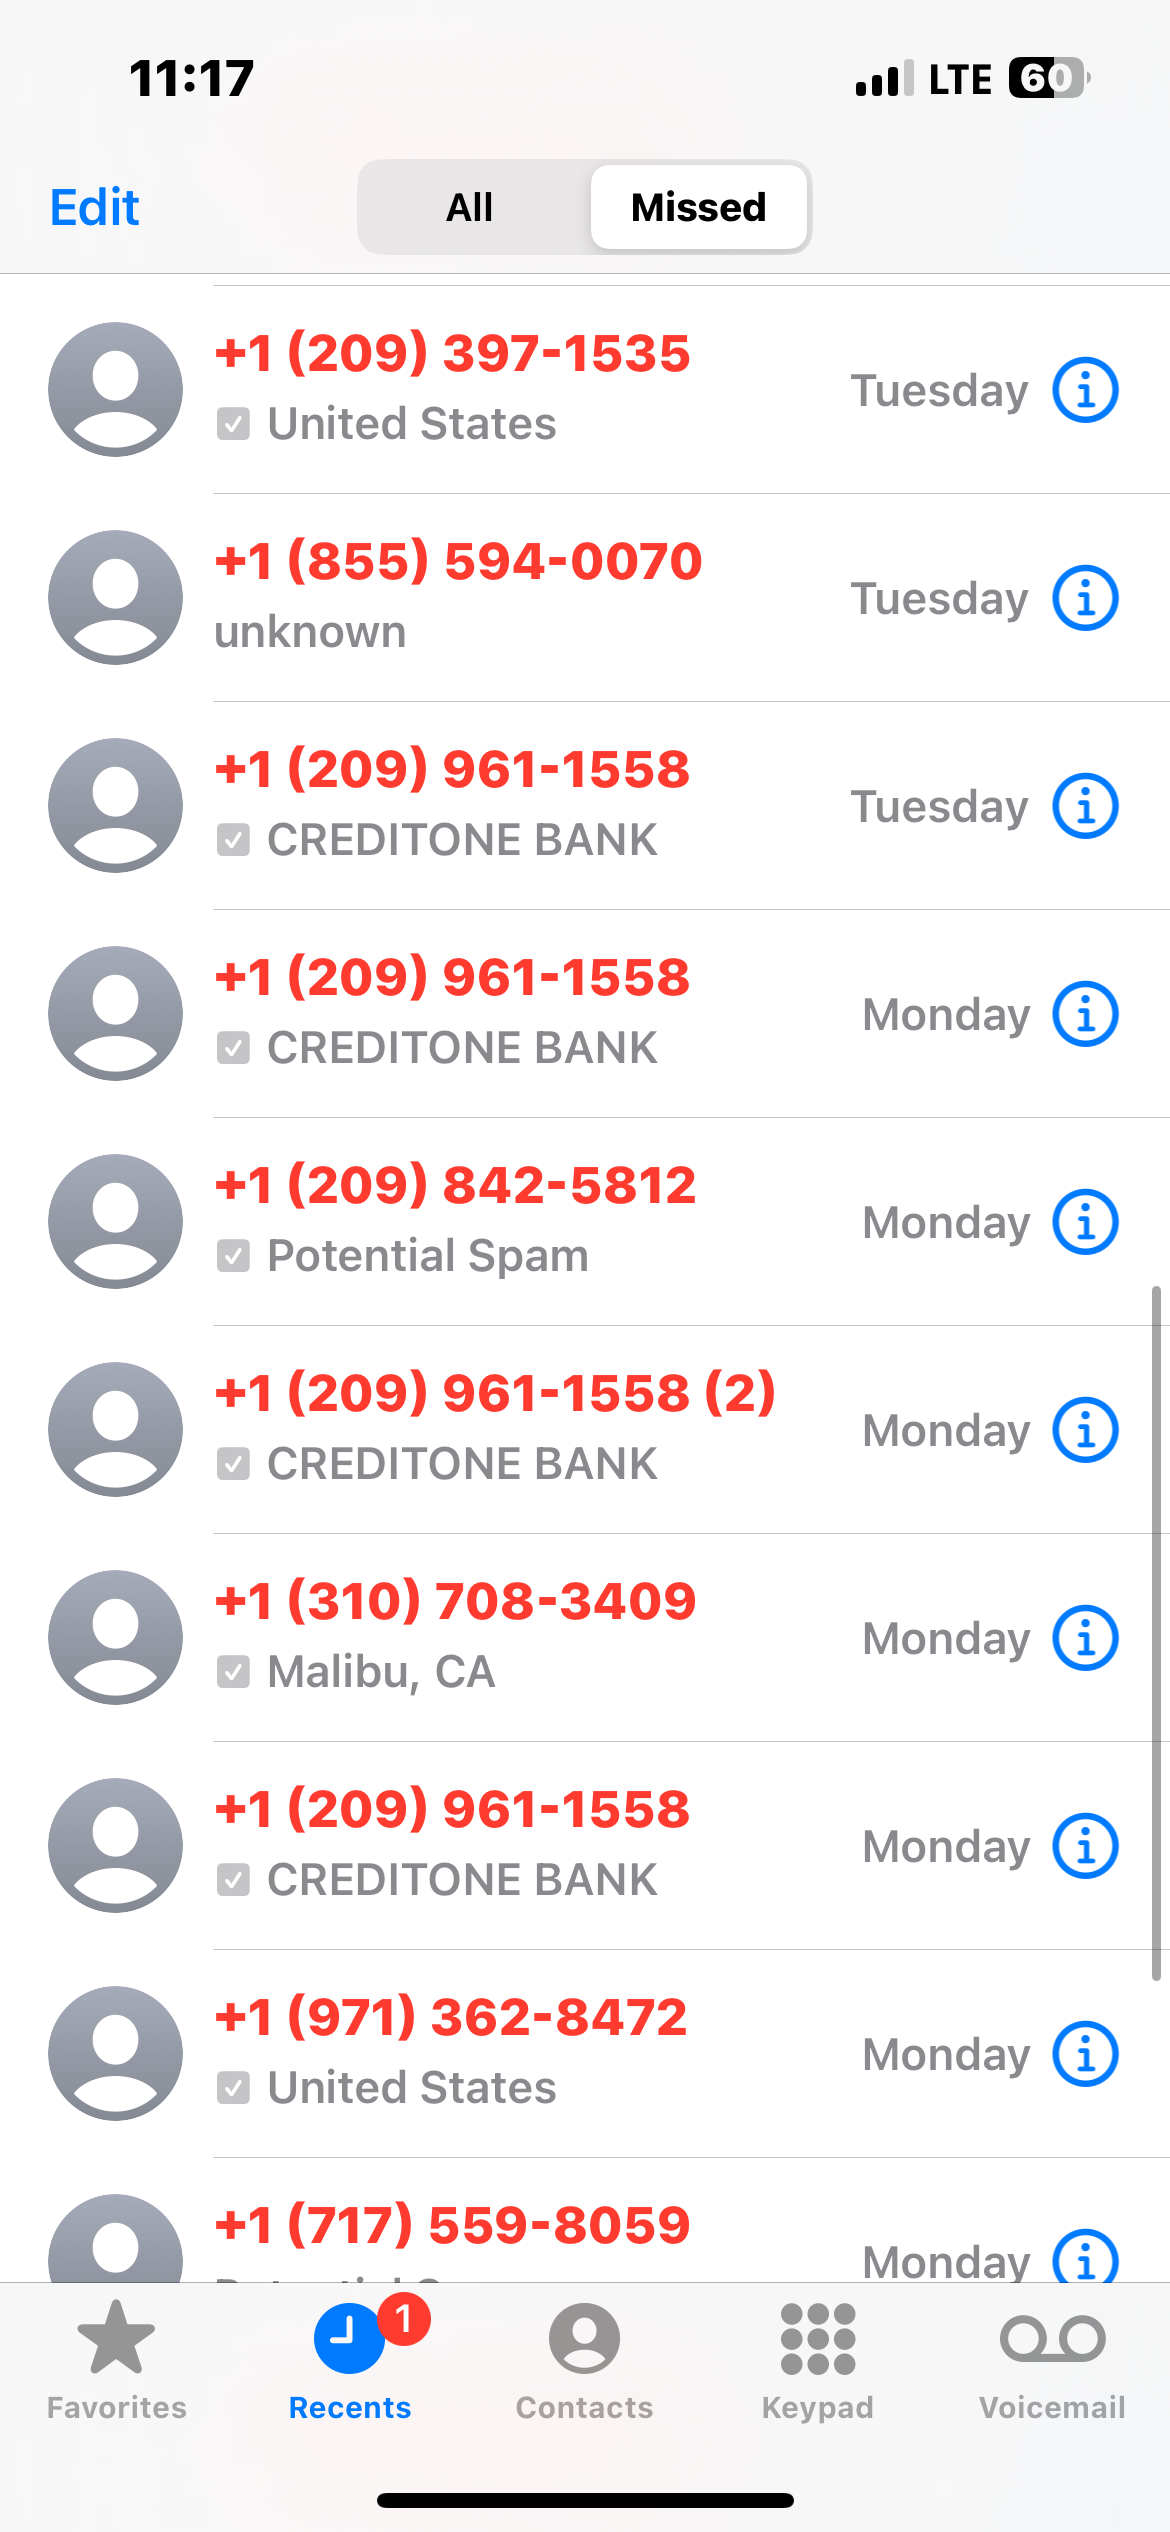 11:17
LTE 60
Edit All Missed
+1 (209) 397-1535
United States
Tuesday
+1 (855) 594-0070
unknown
Tuesday
+1 (209) 961-1558
CREDITONE BANK
Tuesday
+1 (209) 961-1558
CREDITONE BANK
Monday
+1 (209) 842-5812
Potential Spam
Monday
+1 (209) 961-1558 (2)
CREDITONE BANK
Monday
+1 (310) 708-3409
Malibu, CA
Monday
+1 (209) 961-1558
CREDITONE BANK
Monday
+1 (971) 362-8472
United States
Monday
+1 (717) 559-8059
Monday
1
Favorites Recents Contacts Keypad Voicemail